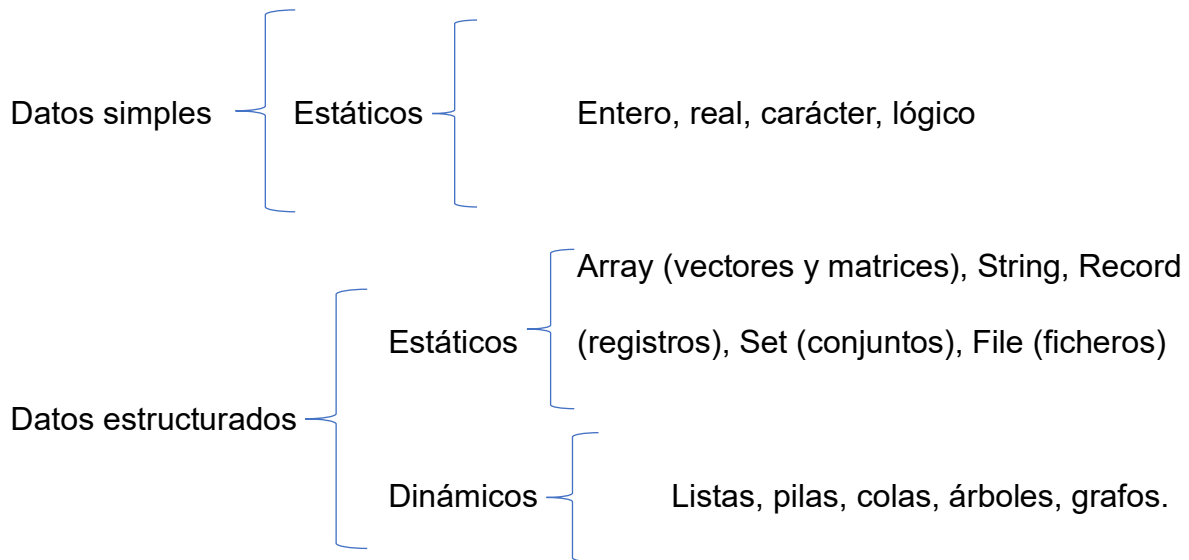 Datos simples Estáticos Entero, real, carácter, lógico
Array (vectores y matrices), String, Record
Estáticos (registros), Set (conjuntos), File (ficheros)
Datos estructurados
Dinámicos Listas, pilas, colas, árboles, grafos.